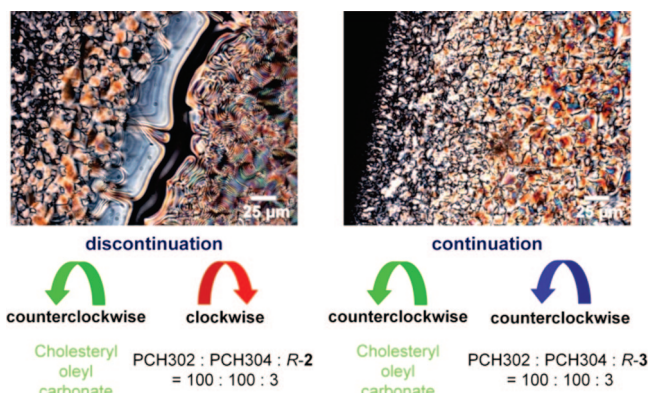 25 μm
25 μm
discontinuation
continuation
counterclockwise
clockwise
counterclockwise
counterclockwise
Cholesteryl
oleyl
carbonate
PCH302 : PCH304 : R-2
= 100 : 100 : 3
Cholesteryl
oleyl
carbonate
PCH302 : PCH304 : R-3
= 100 : 100 : 3